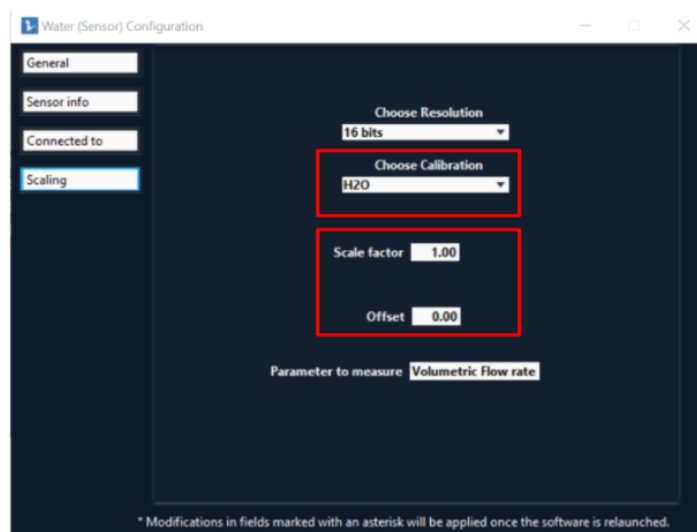 Water (Sensor) Configuration
General
Sensor info
Connected to
Scaling
Choose Resolution
16 bits
Choose Calibration
H2O
Scale factor 1.00
Offset 0.00
Parameter to measure Volumetric Flow rate
* Modifications in fields marked with an asterisk will be applied once the software is relaunched.